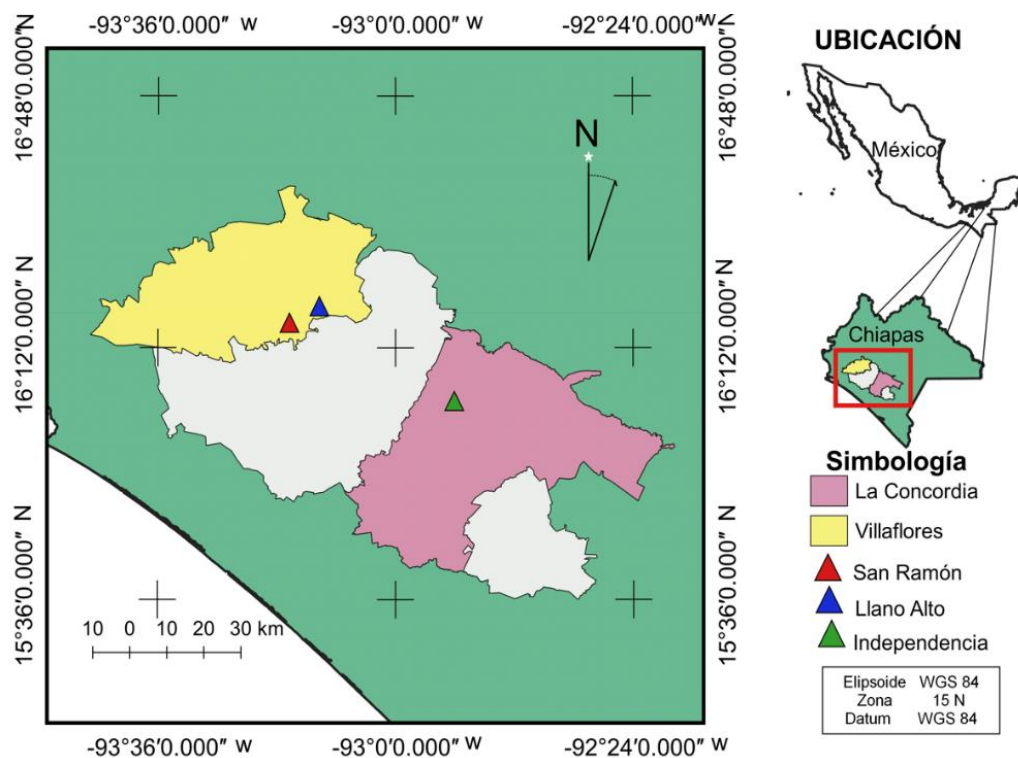 -93°36'0.000" W
-93°0'0.000" W
-92°24'0.000" W
16°48'0.000" N
16°12'0.000" N
15°36'0.000" N
N
10 0 10 20 30 km
16°48'0.000" N
16°12'0.000" N
15°36'0.000" N
-93°36'0.000" W
-93°0'0.000" W
-92°24'0.000" W
UBICACIÓN
México
Chiapas
Simbología
La Concordia
Villaflores
San Ramón
Llano Alto
Independencia
Elipsoide WGS 84
Zona 15 N
Datum WGS 84